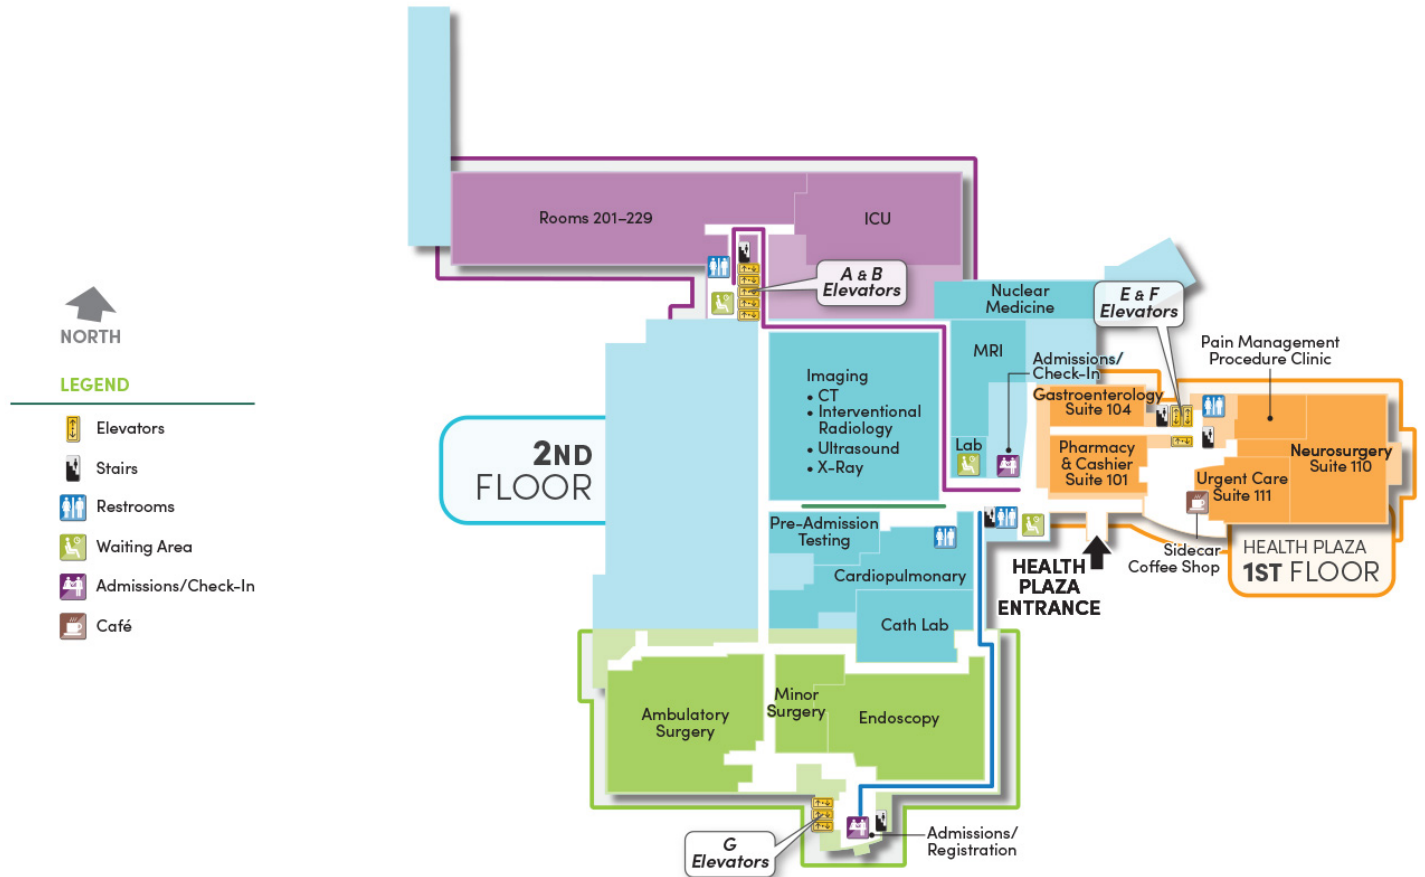 Rooms 201–229
ICU
A & B
Elevators
Nuclear
Medicine
E & F
Elevators
NORTH
LEGEND
Elevators
Stairs
Restrooms
Waiting Area
Admissions/Check-In
Café
MRI
Admissions/
Check-In
Pain Management
Procedure Clinic
Imaging
• CT
• Interventional
Radiology
• Ultrasound
• X-Ray
Gastroenterology
Suite 104
2ND
FLOOR
Lab
Pharmacy
& Cashier
Suite 101
Neurosurgery
Suite 110
Urgent Care
Suite 111
Pre-Admission
Testing
Sidecar
Coffee Shop
HEALTH PLAZA
1ST FLOOR
HEALTH
PLAZA
ENTRANCE
Cardiopulmonary
Cath Lab
Ambulatory
Surgery
Minor
Surgery
Endoscopy
G
Elevators
Admissions/
Registration